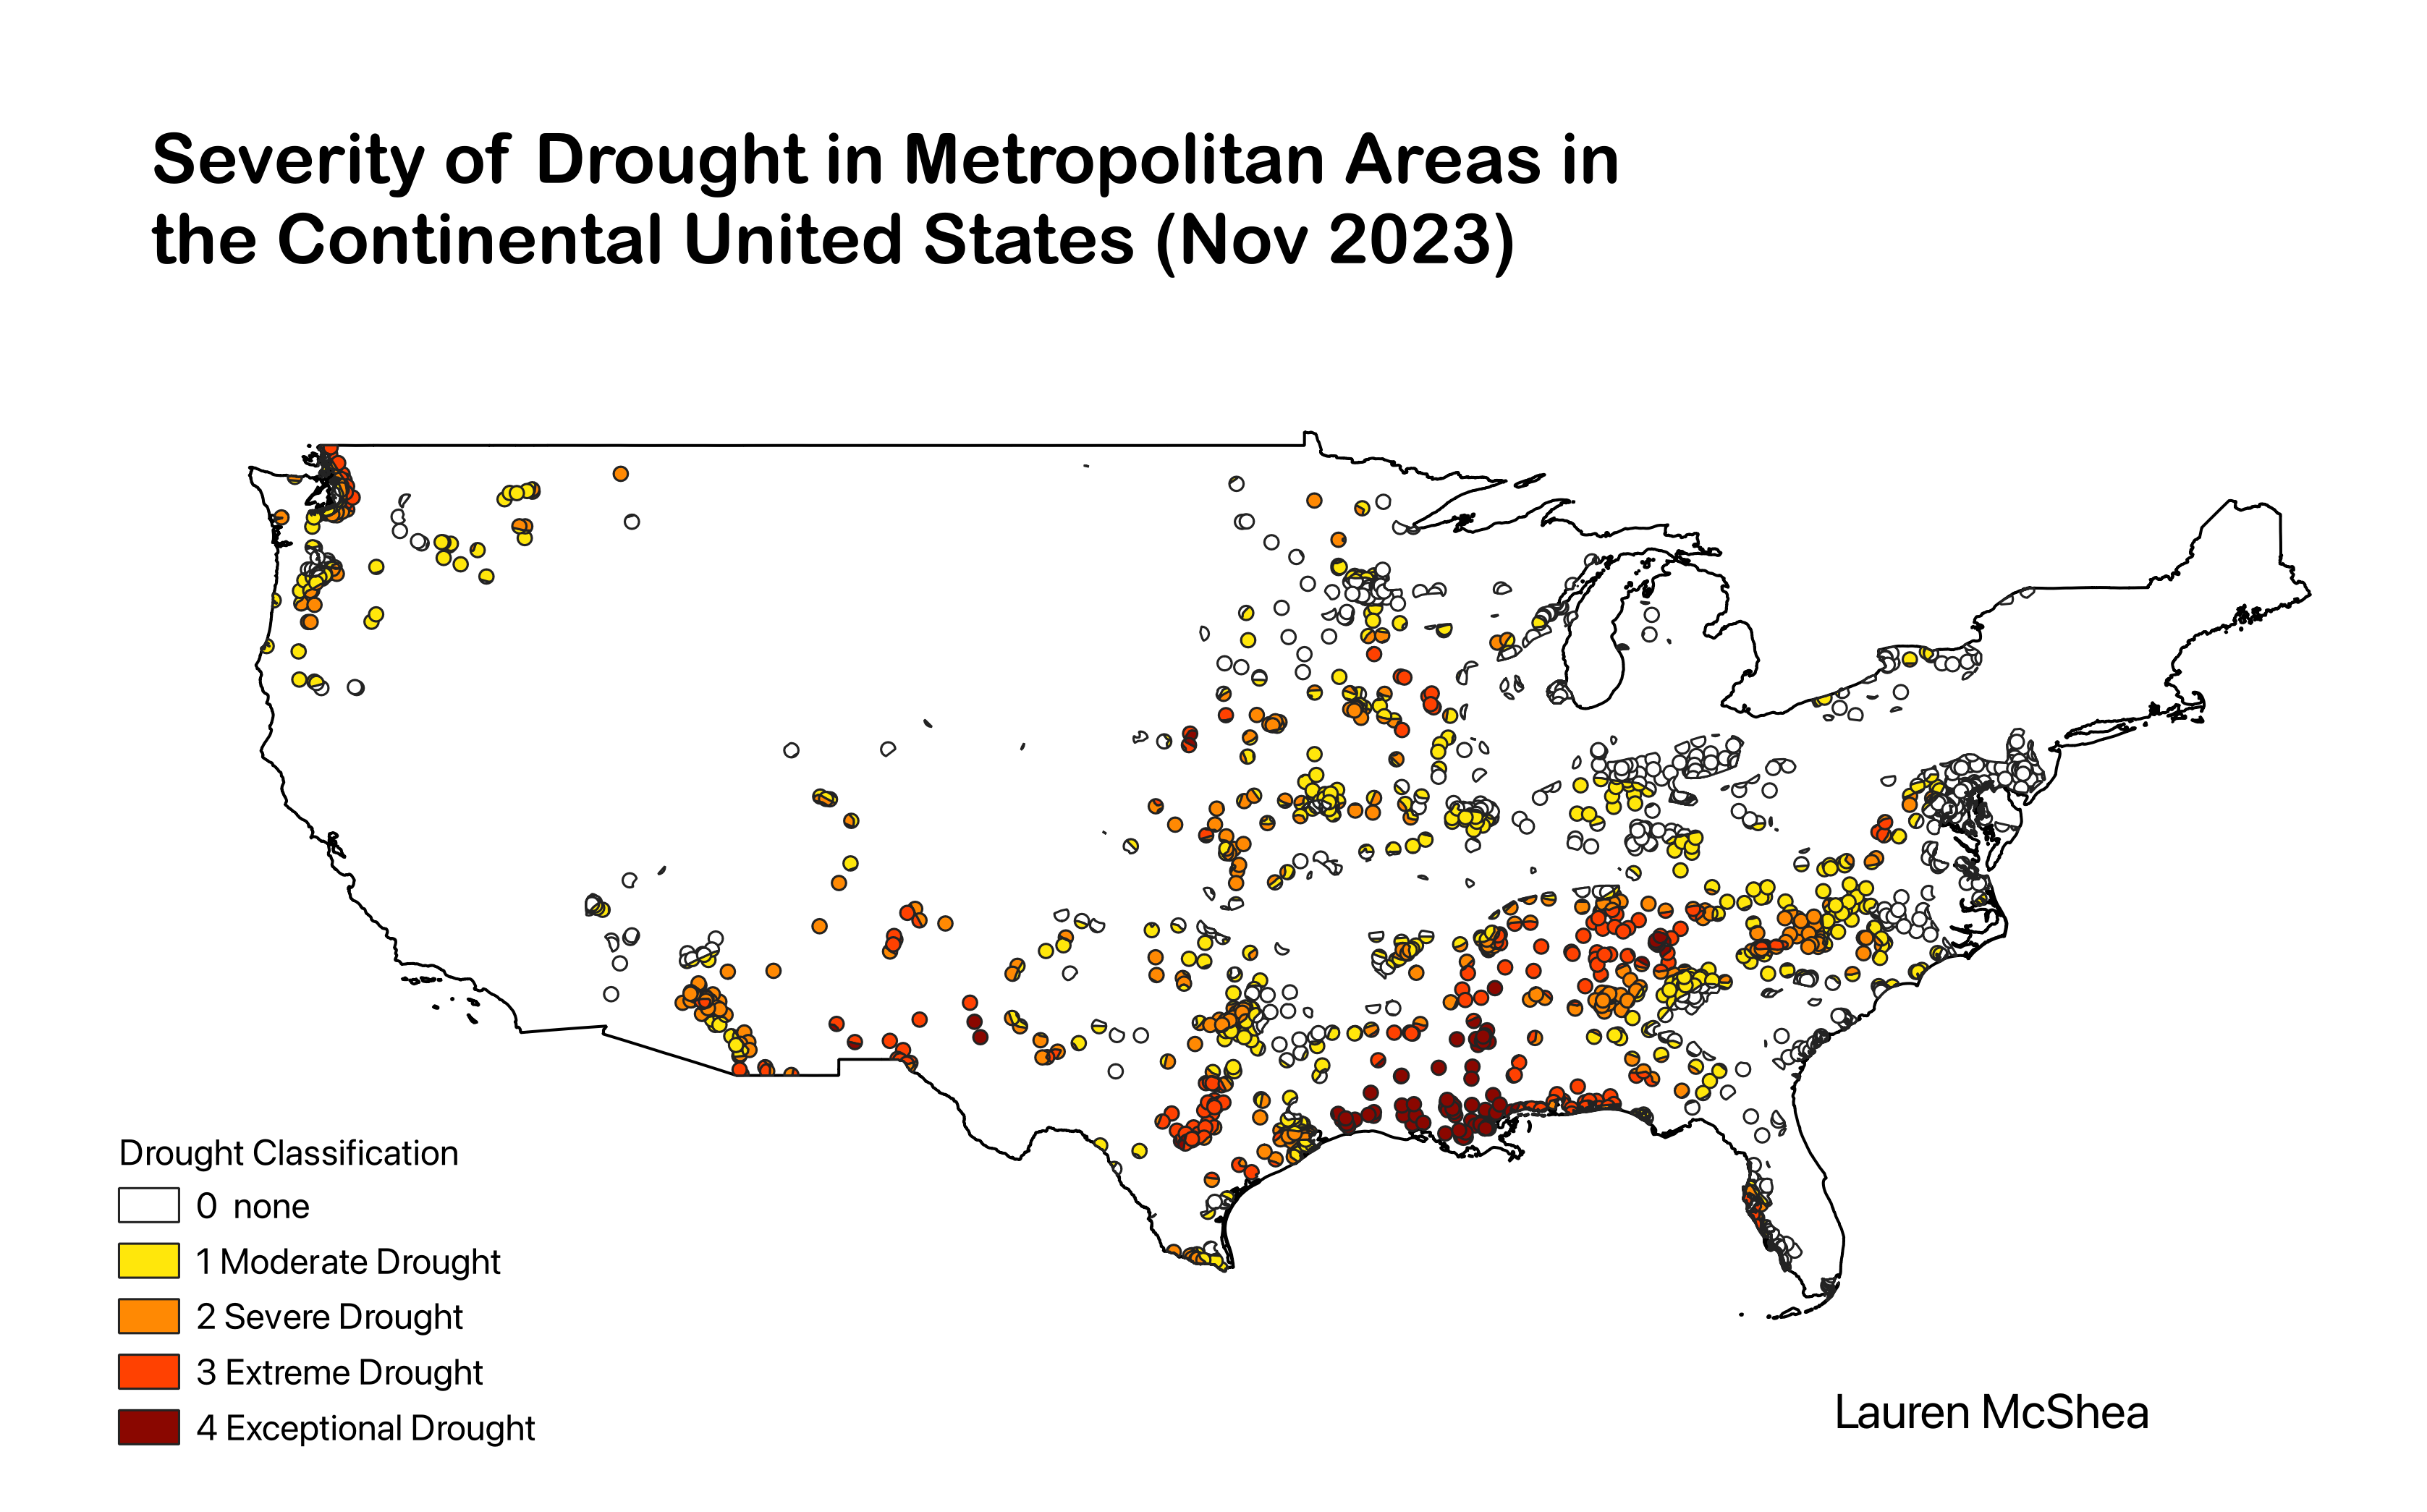 Severity of Drought in Metropolitan Areas in
the Continental United States (Nov 2023)
Drought Classification
0 none
1 Moderate Drought
2 Severe Drought
3 Extreme Drought
4 Exceptional Drought
Lauren McShea